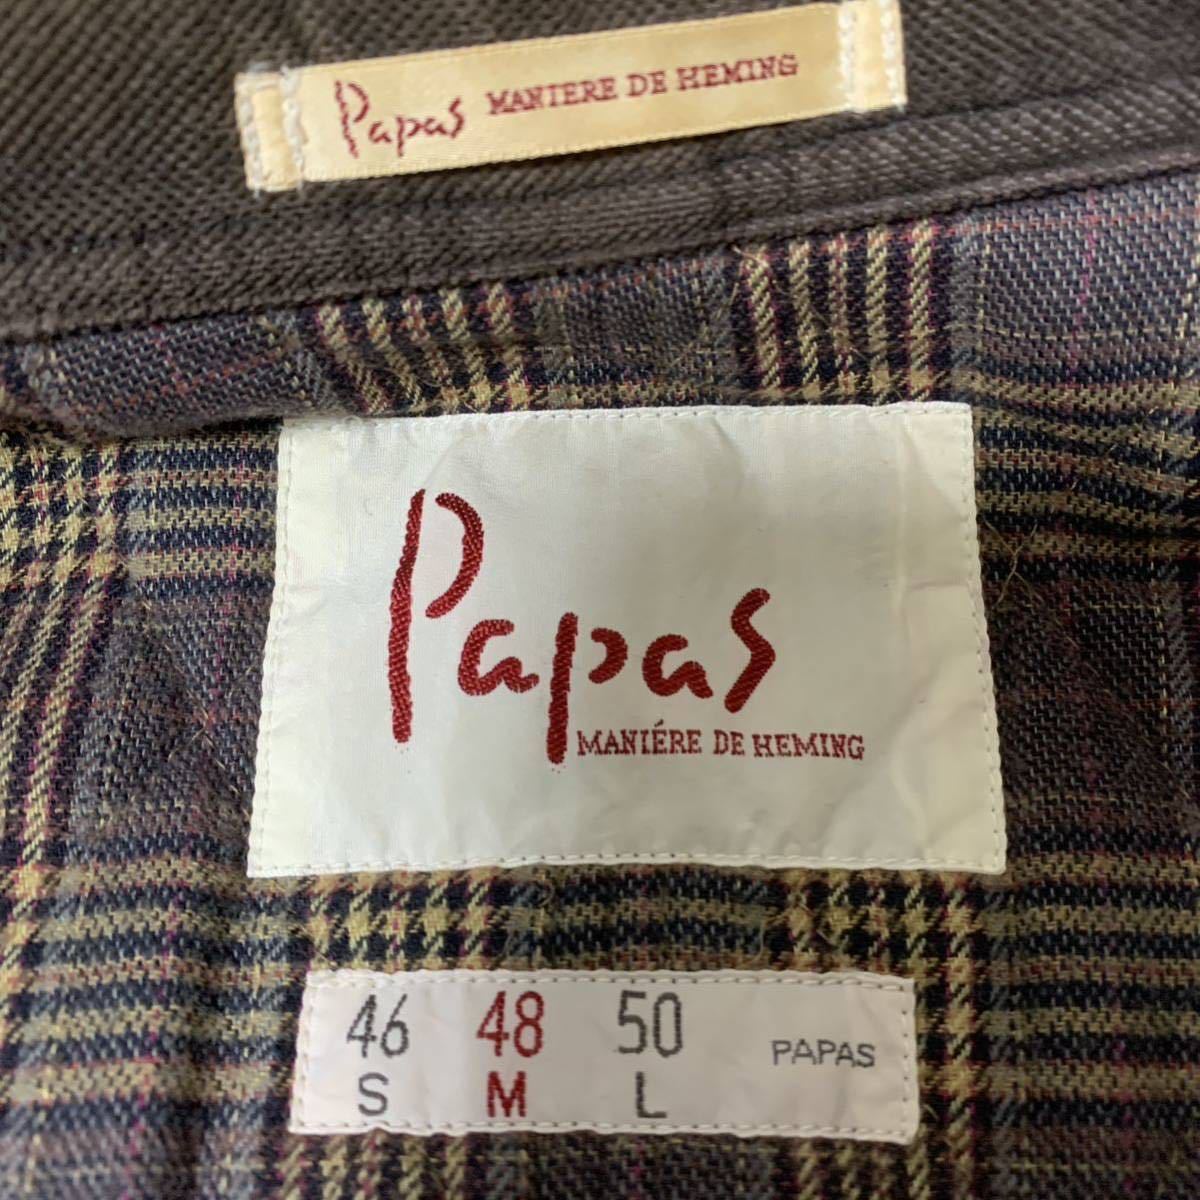 Papas MANIERE DE HEMING
Papas
MANIÉRE DE HEMING
46 48 50 PAPAS
S M L